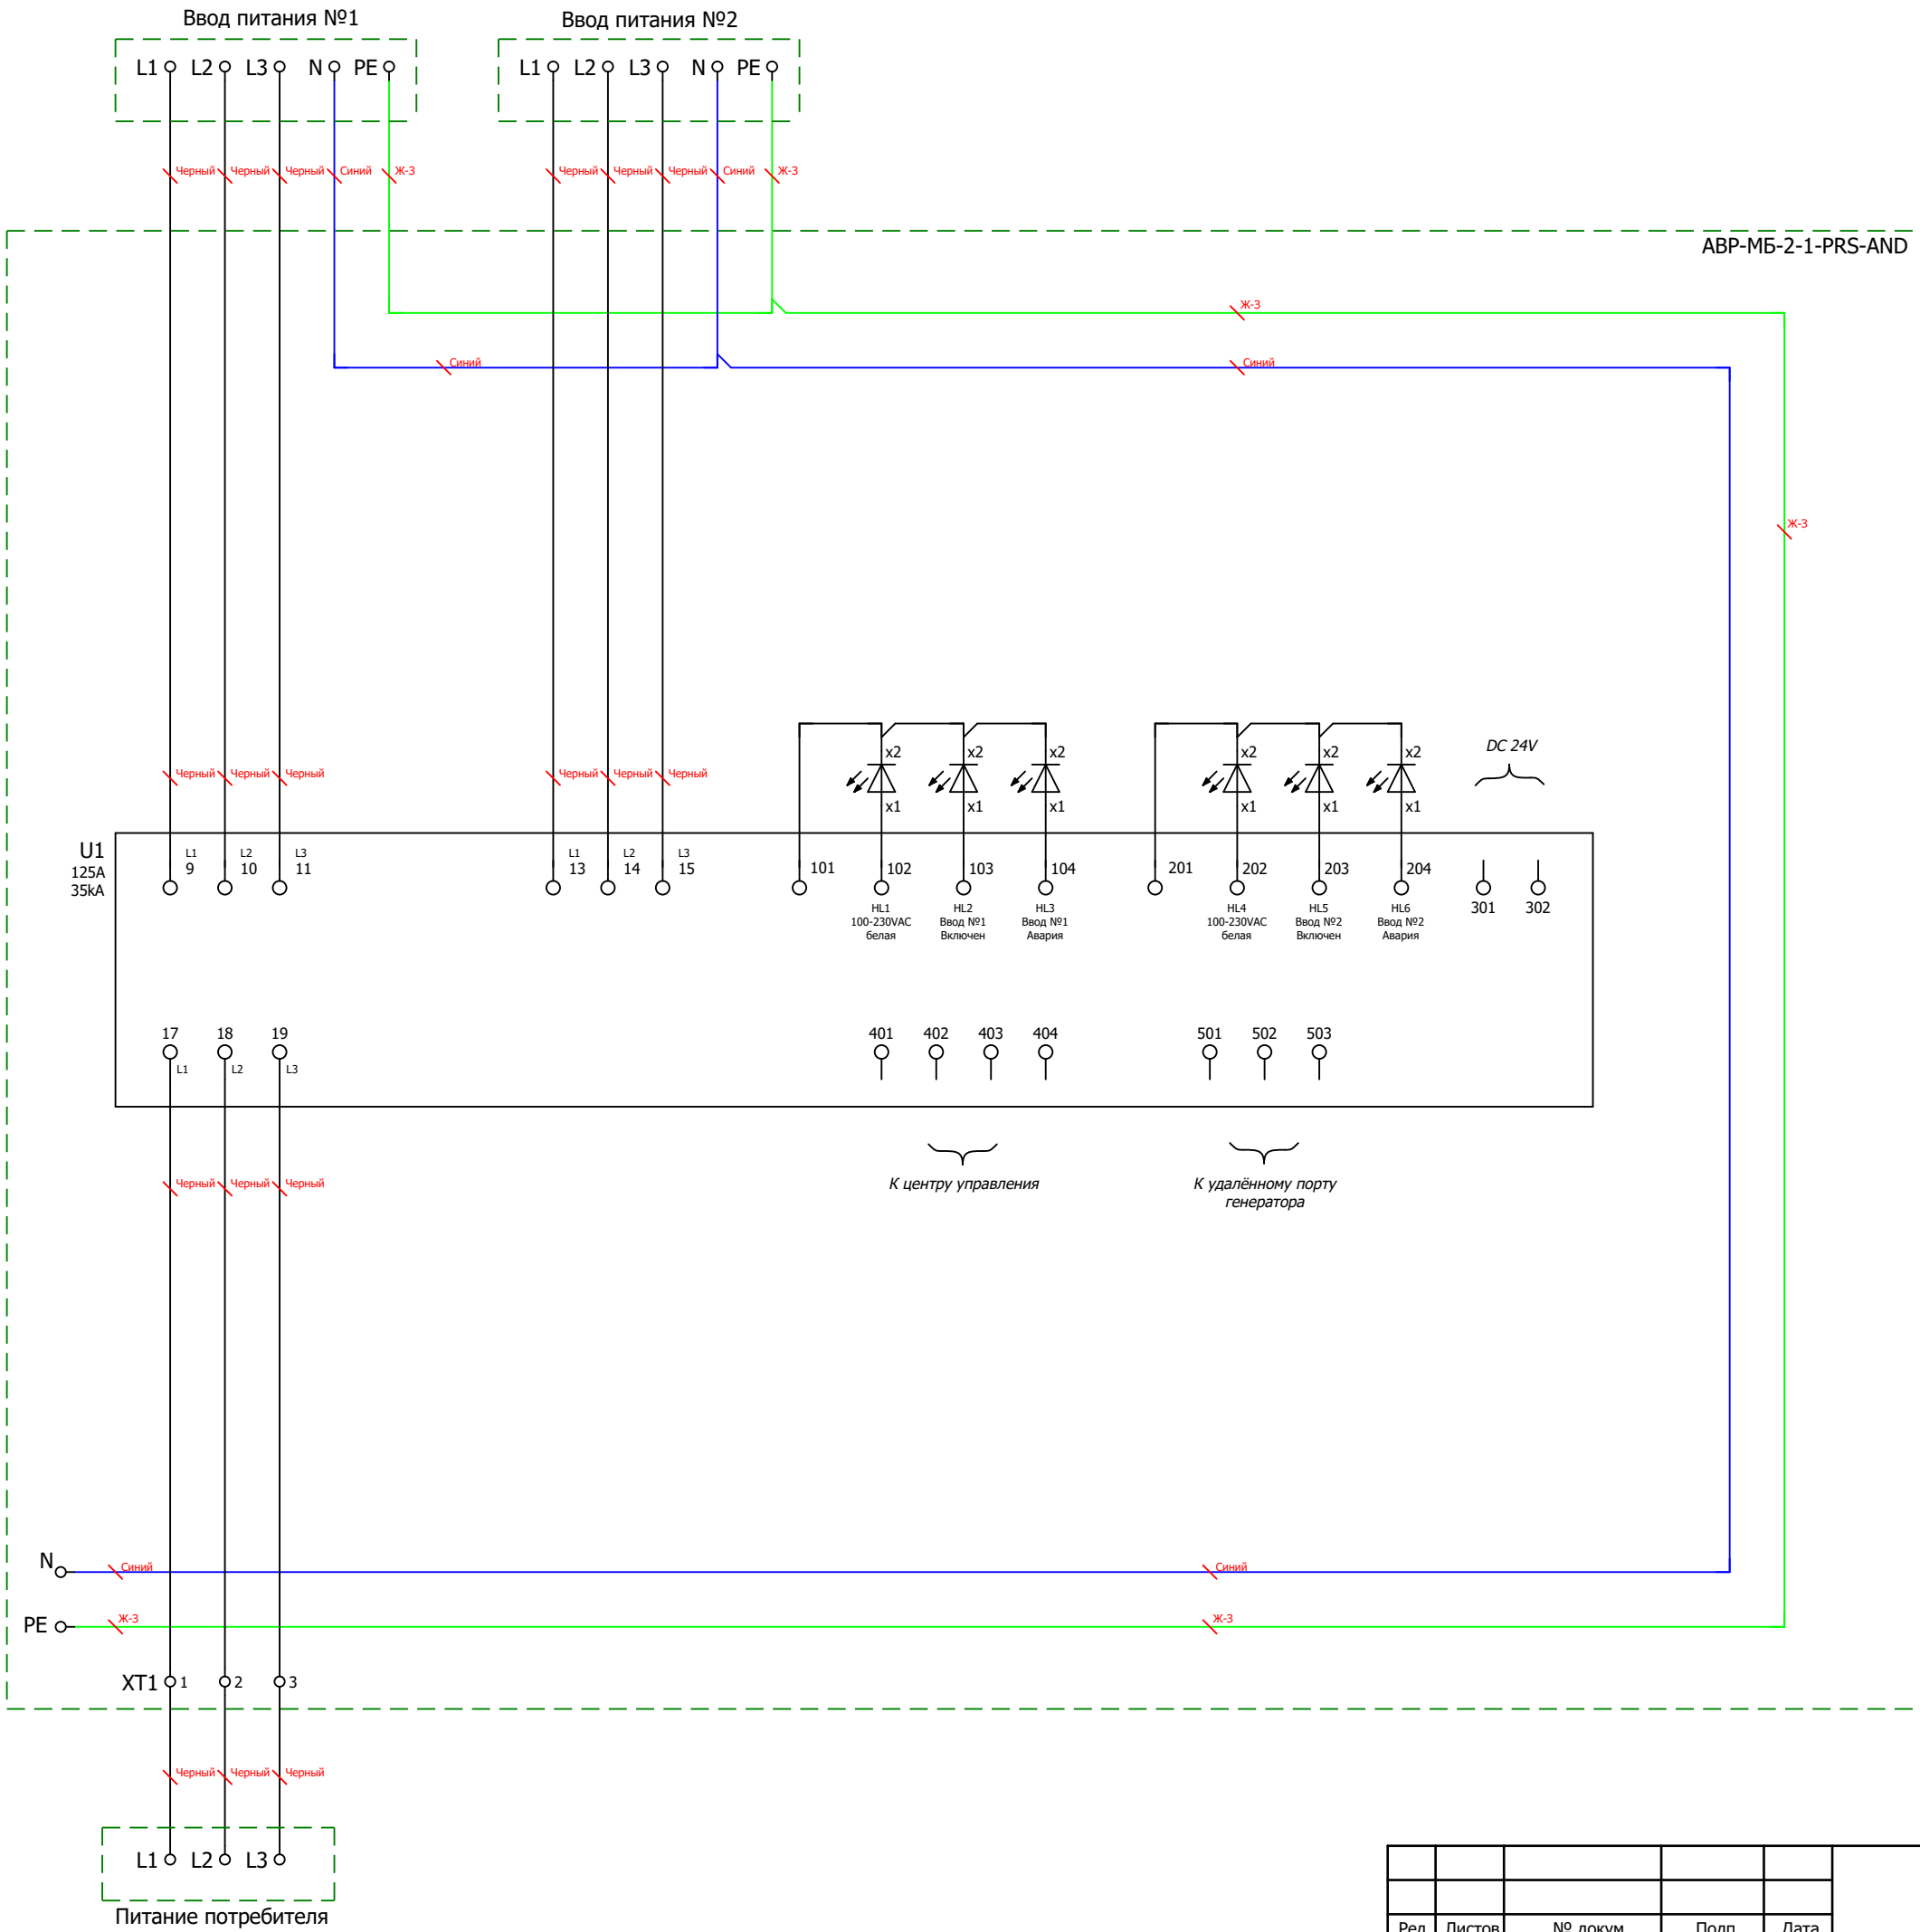 Ввод питания №1
Ввод питания №2
L1 L2 L3 N PE
L1 L2 L3 N PE
Черный Черный Черный Синий Ж-З
Черный Черный Черный Синий Ж-З
АВР-МБ-2-1-PRS-AND
Ж-З
Синий
Синий
Ж-З
DC 24V
x2 x2 x2
x2 x2 x2
Черный Черный Черный
Черный Черный Черный
x1 x1 x1
x1 x1 x1
U1
125A
35kA
L1 L2 L3
9 10 11
L1 L2 L3
13 14 15
101 102 103 104
201 202 203 204
301 302
HL1
100-230VAC
белая
HL2
Ввод №1
Включен
HL3
Ввод №1
Авария
HL4
100-230VAC
белая
HL5
Ввод №2
Включен
HL6
Ввод №2
Авария
17 18 19
L1 L2 L3
401 402 403 404
501 502 503
К центру управления
К удалённому порту
генератора
Черный Черный Черный
N
Синий
Синий
PE
Ж-З
Ж-З
XT1 1 2 3
Черный Черный Черный
L1 L2 L3
Питание потребителя
Ред Листов № докум Подп Дата